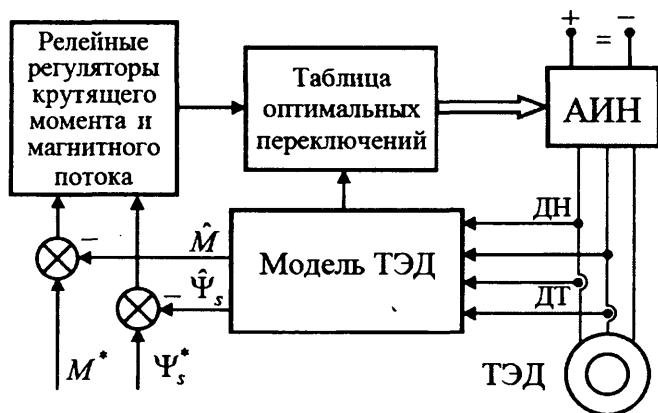 Релейные
регуляторы
крутящего
момента и
магнитного
потока
Таблица
оптимальных
переключений
+ = −
АИН
Модель ТЭД
ДН
ДТ
ТЭД
− M̂
− Ψ̂s
M*
Ψs*